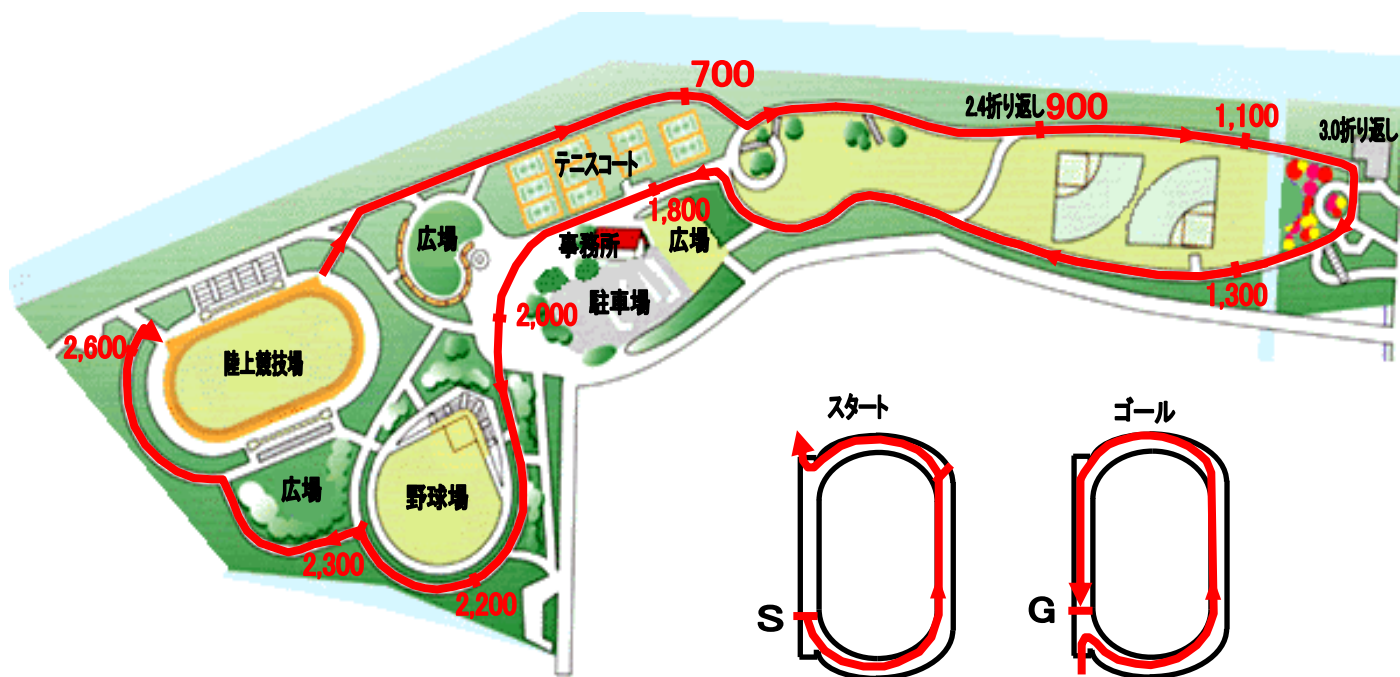 700
2.4折り返し 900
1,100
3.0折り返し
テニスコート
1,800
広場
事務所
広場
駐車場
2,000
1,300
2,600
陸上競技場
広場
野球場
2,300
2,200
スタート
S
ゴール
G